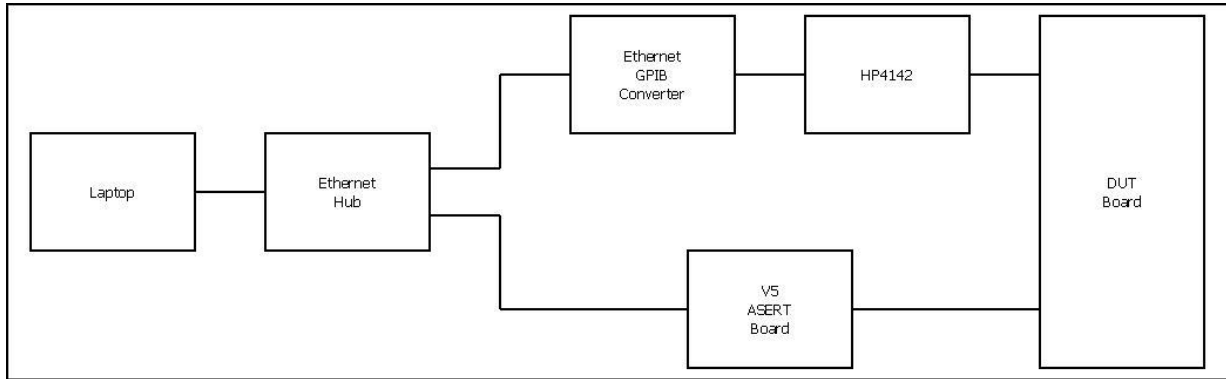 Laptop
Ethernet
Hub
Ethernet
GPIB
Converter
HP4142
V5
ASERT
Board
DUT
Board